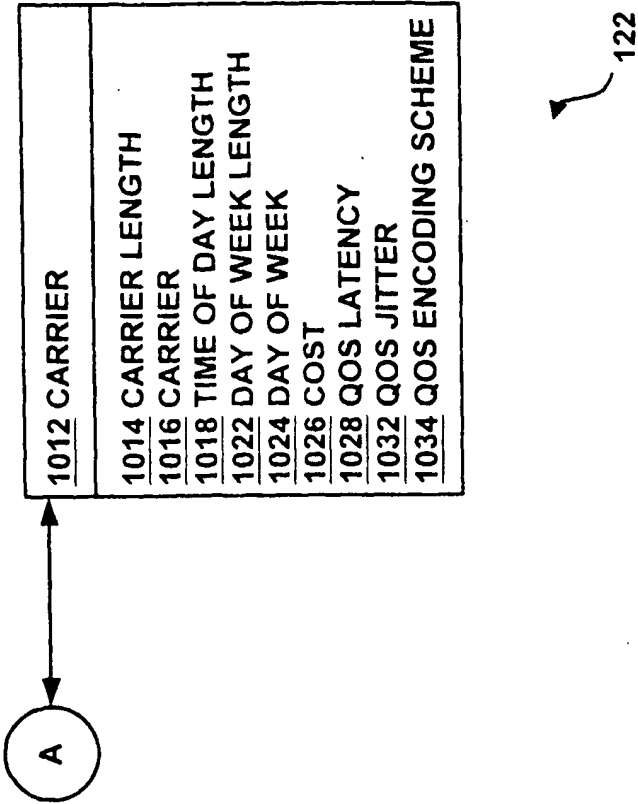 A
1012 CARRIER
1014 CARRIER LENGTH
1016 CARRIER
1018 TIME OF DAY LENGTH
1022 DAY OF WEEK LENGTH
1024 DAY OF WEEK
1026 COST
1028 QOS LATENCY
1032 QOS JITTER
1034 QOS ENCODING SCHEME
122